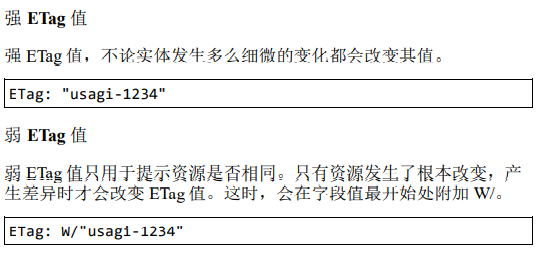 强 ETag 值
强 ETag 值，不论实体发生多么细微的变化都会改变其值。
ETag: "usagi-1234"
弱 ETag 值
弱 ETag 值只用于提示资源是否相同。只有资源发生了根本改变，产
生差异时才会改变 ETag 值。这时，会在字段值最开始处附加 W/。
ETag: W/"usagi-1234"